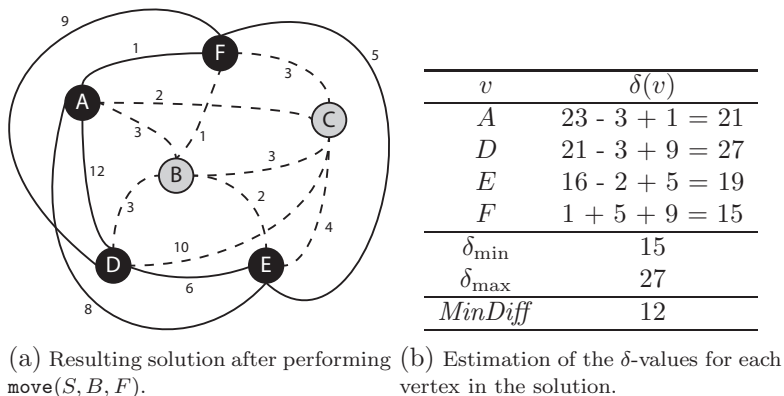 9
F
5
1
3
A
2
C
3
1
12
B
3
2
3
4
10
D
E
6
8
v δ(v)
A 23 - 3 + 1 = 21
D 21 - 3 + 9 = 27
E 16 - 2 + 5 = 19
F 1 + 5 + 9 = 15
δmin 15
δmax 27
MinDiff 12
(a) Resulting solution after performing
move(S, B, F).
(b) Estimation of the δ-values for each
vertex in the solution.